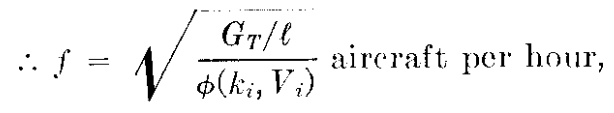 ∴ f = √((G_T/ℓ)/(ϕ(k_i, V_i))) aircraft per hour,